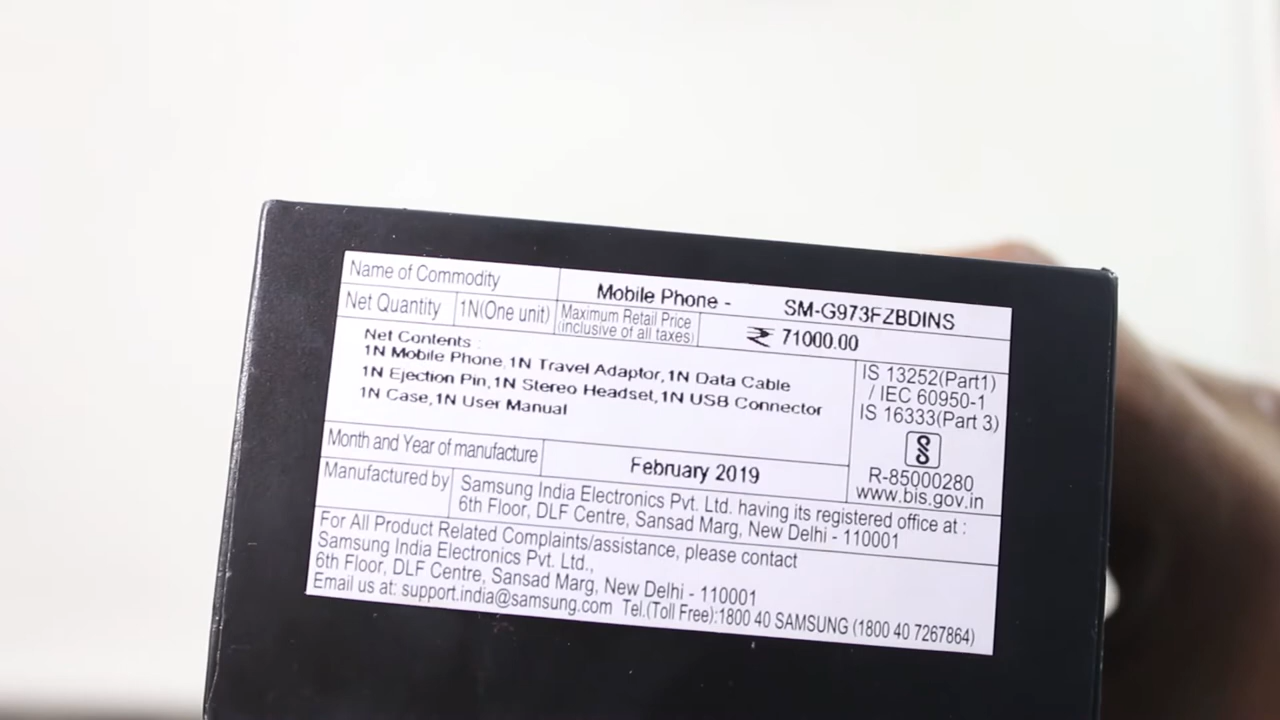 Name of Commodity Mobile Phone - SM-G973FZBDINS
Net Quantity 1N(One unit) Maximum Retail Price (inclusive of all taxes) ₹ 71000.00
Net Contents :
1N Mobile Phone,1N Travel Adaptor,1N Data Cable
1N Ejection Pin,1N Stereo Headset,1N USB Connector
1N Case,1N User Manual
IS 13252(Part1)
/ IEC 60950-1
IS 16333(Part 3)
R-85000280
www.bis.gov.in
Month and Year of manufacture February 2019
Manufactured by Samsung India Electronics Pvt. Ltd. having its registered office at :
6th Floor, DLF Centre, Sansad Marg, New Delhi - 110001
For All Product Related Complaints/assistance, please contact
Samsung India Electronics Pvt. Ltd.,
6th Floor, DLF Centre, Sansad Marg, New Delhi - 110001
Email us at: support.india@samsung.com Tel.(Toll Free):1800 40 SAMSUNG (1800 40 7267864)